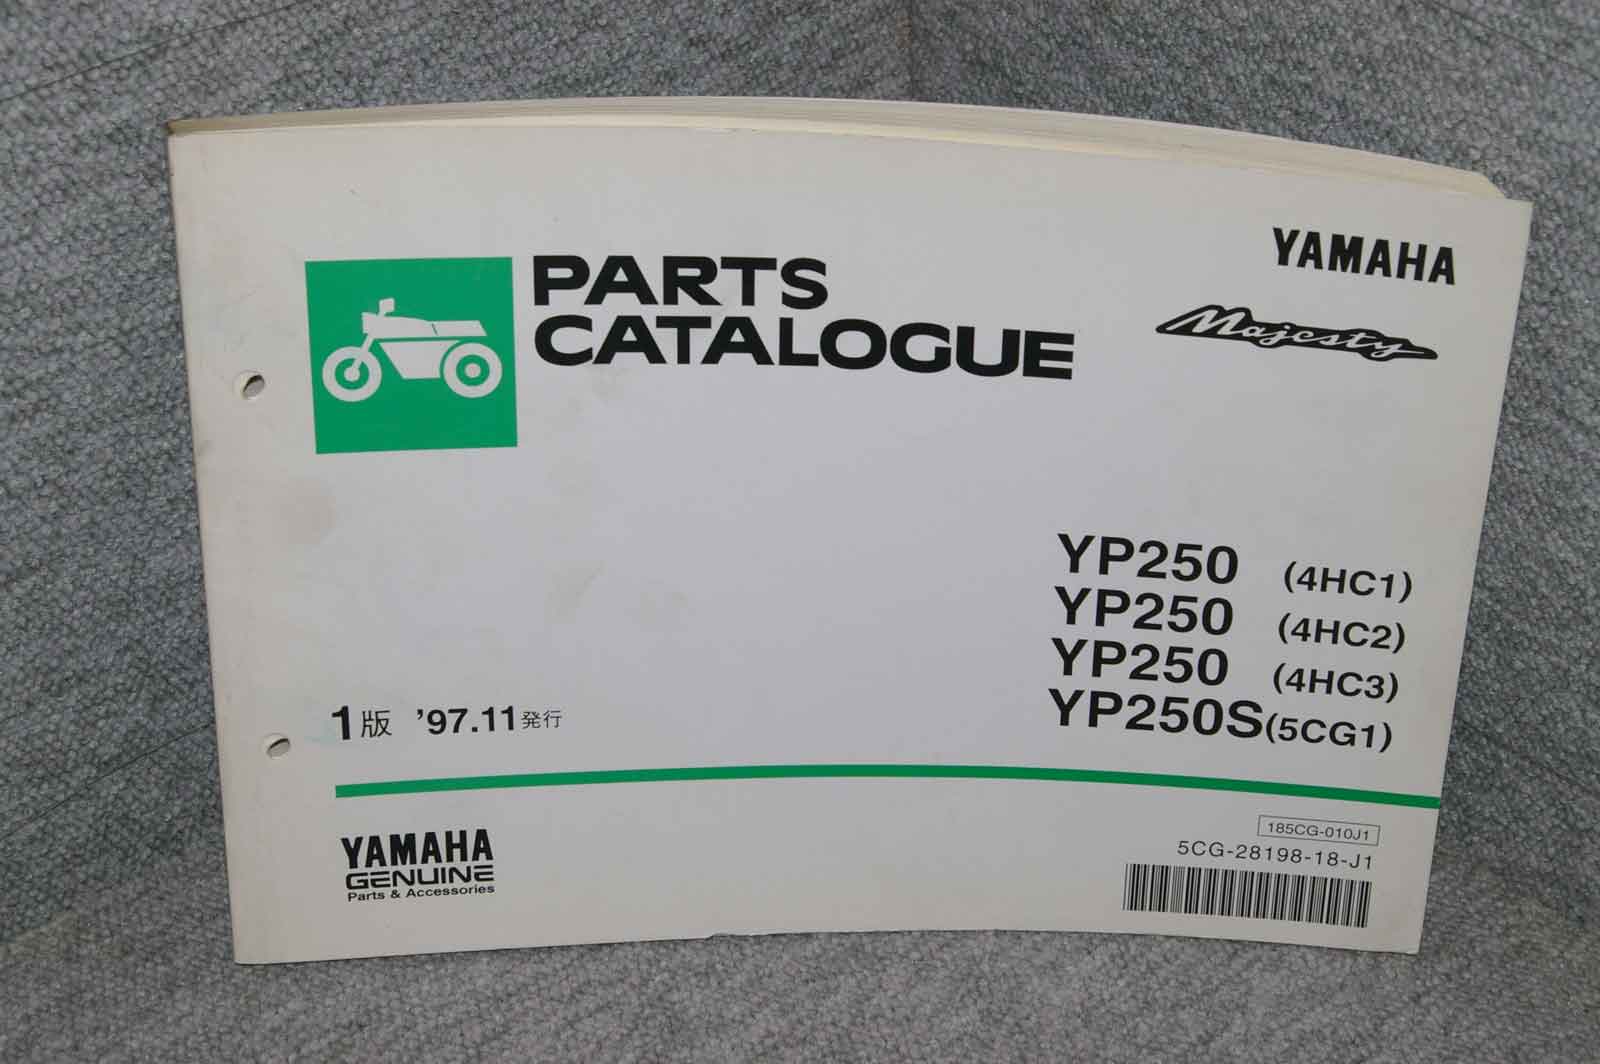 PARTS
CATALOGUE
YAMAHA
Majesty
YP250 (4HC1)
YP250 (4HC2)
YP250 (4HC3)
YP250S(5CG1)
1版 '97.11発行
YAMAHA
GENUINE
Parts & Accessories
185CG-010J1
5CG-28198-18-J1